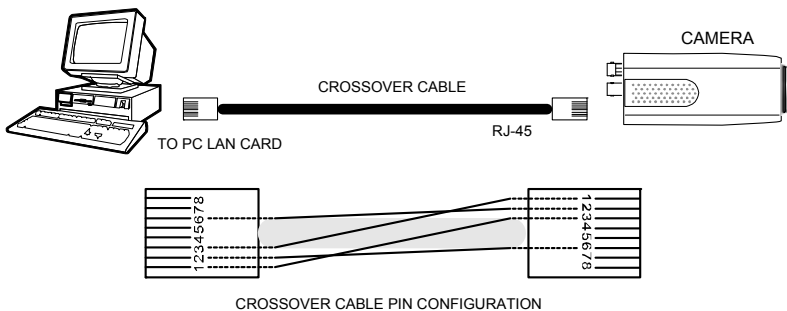 CAMERA
CROSSOVER CABLE
TO PC LAN CARD
RJ-45
12345678
12345678
CROSSOVER CABLE PIN CONFIGURATION